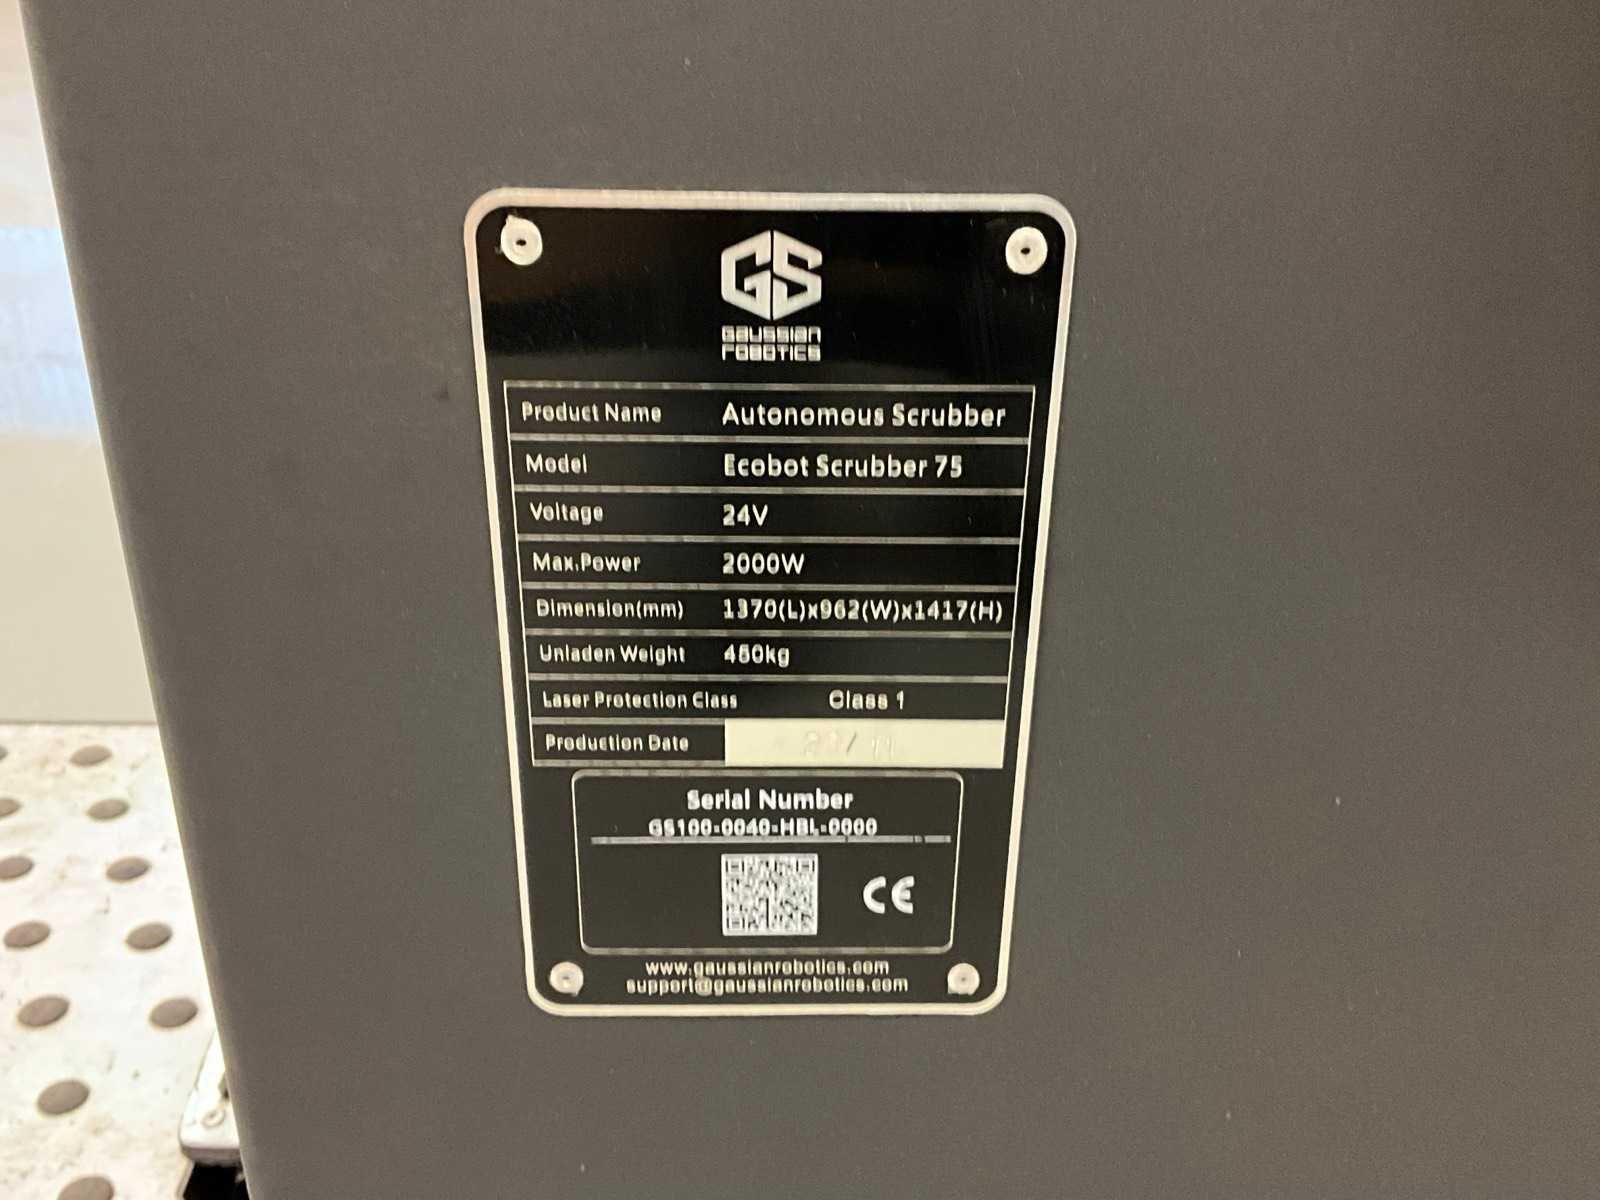 GS
GAUSSIAN
ROBOTICS
Product Name Autonomous Scrubber
Model Ecobot Scrubber 75
Voltage 24V
Max.Power 2000W
Dimension(mm) 1370(L)x962(W)x1417(H)
Unladen Weight 450kg
Laser Protection Class Class 1
Production Date
Serial Number
GS100-0040-HBL-0000
CE
www.gaussianrobotics.com
support@gaussianrobotics.com